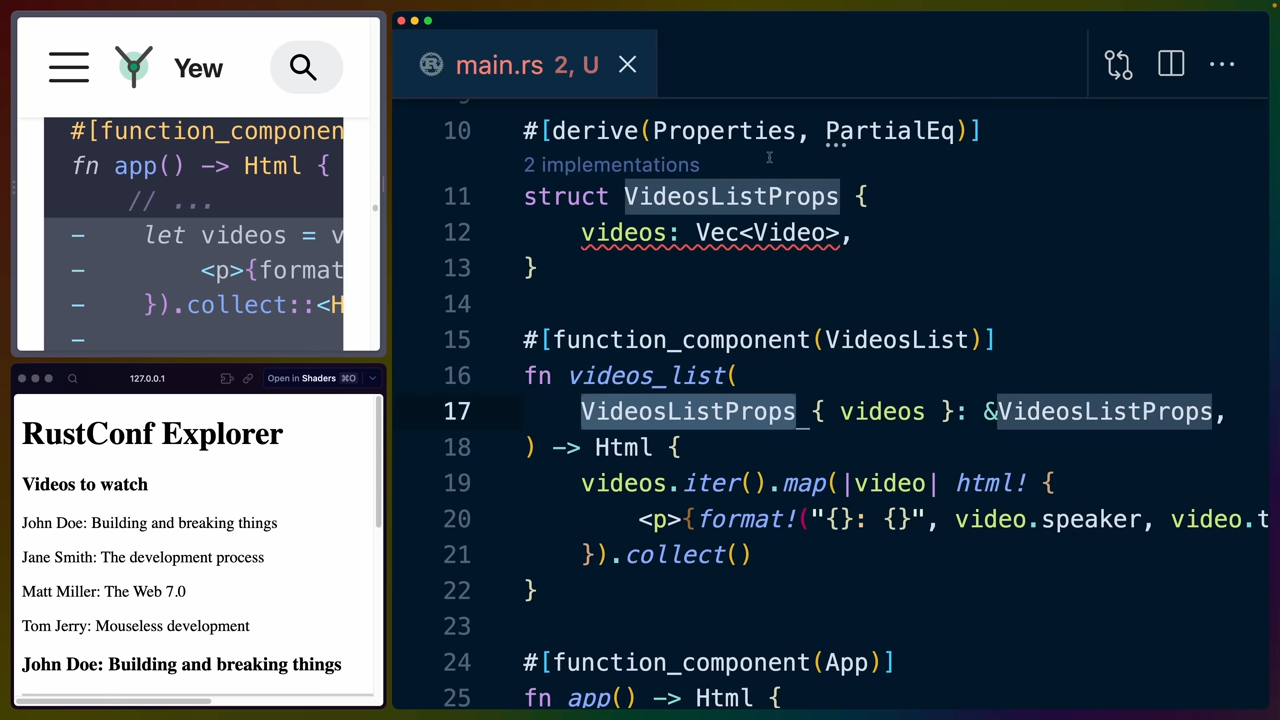 Yew
#[function_componen
fn app() -> Html {
// ...
- let videos = v
- <p>{format
- }).collect::<H
-
127.0.0.1
Open in Shaders ⌘O
RustConf Explorer
Videos to watch
John Doe: Building and breaking things
Jane Smith: The development process
Matt Miller: The Web 7.0
Tom Jerry: Mouseless development
John Doe: Building and breaking things
main.rs 2, U
10 #[derive(Properties, PartialEq)]
2 implementations
11 struct VideosListProps {
12 videos: Vec<Video>,
13 }
14
15 #[function_component(VideosList)]
16 fn videos_list(
17 VideosListProps { videos }: &VideosListProps,
18 ) -> Html {
19 videos.iter().map(|video| html! {
20 <p>{format!("{}: {}", video.speaker, video.t
21 }).collect()
22 }
23
24 #[function_component(App)]
25 fn app() -> Html {